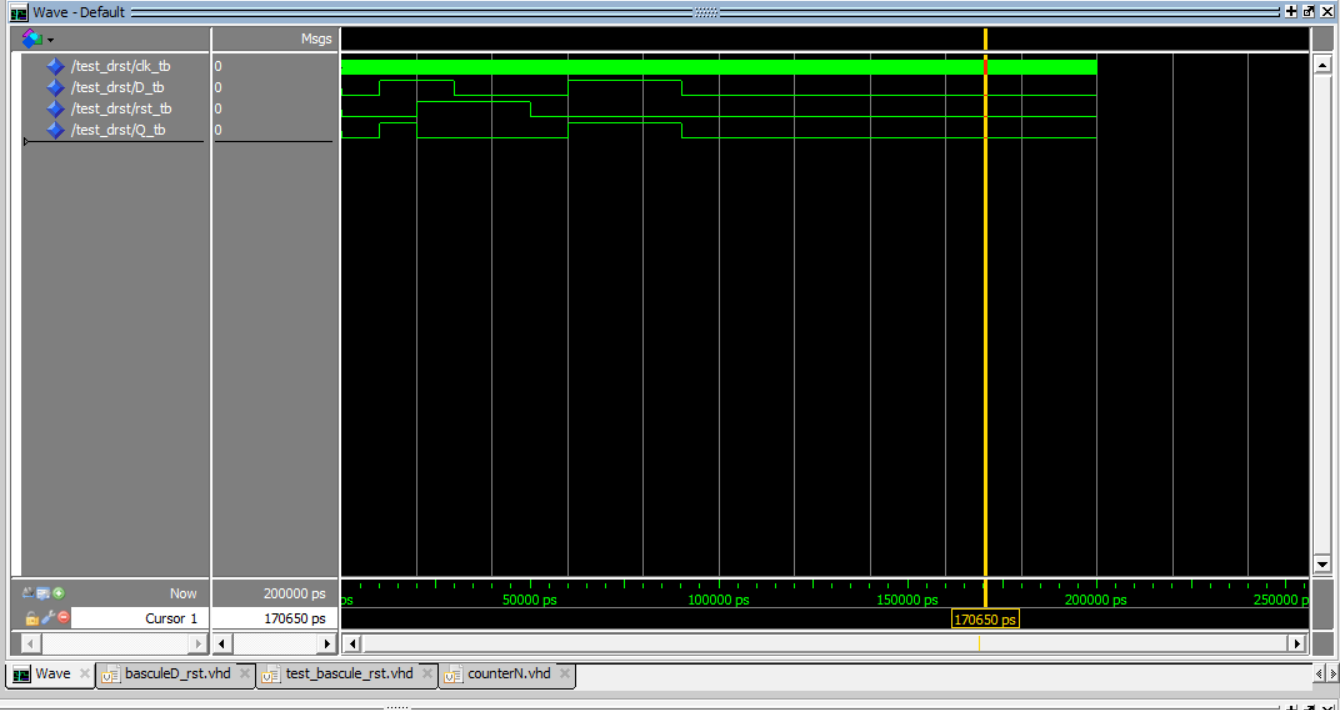 Wave - Default
Msgs
/test_drst/clk_tb 0
/test_drst/D_tb 0
/test_drst/rst_tb 0
/test_drst/Q_tb 0
Now 200000 ps
ps 50000 ps 100000 ps 150000 ps 200000 ps 250000 p
Cursor 1 170650 ps 170650 ps
Wave basculeD_rst.vhd test_bascule_rst.vhd counterN.vhd